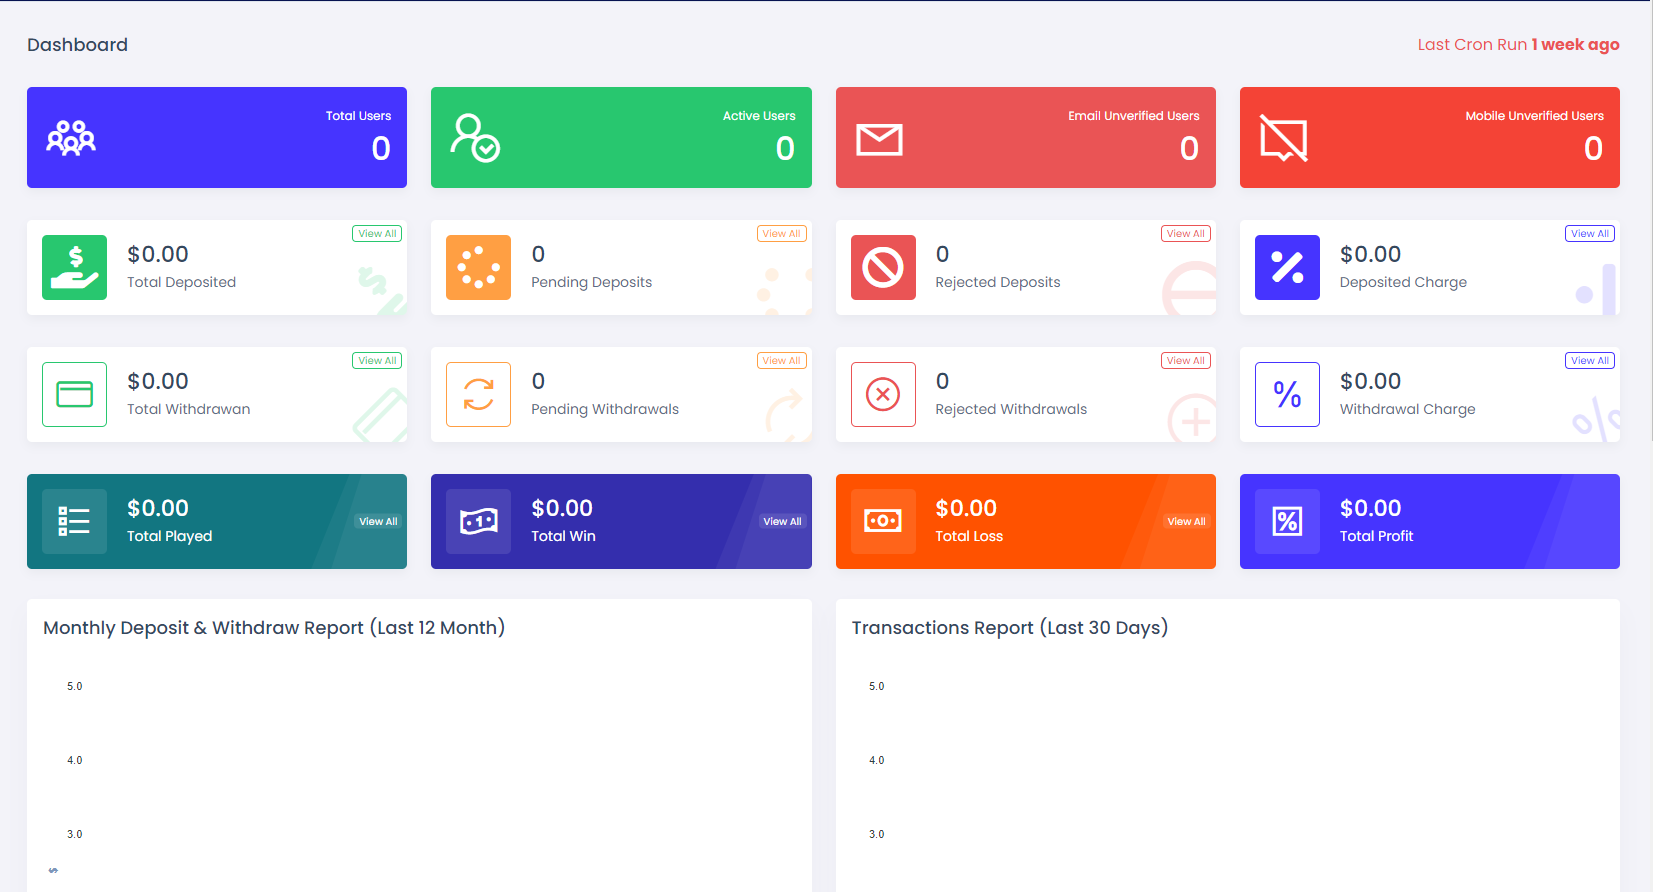 Dashboard
Last Cron Run 1 week ago
Total Users
0
Active Users
0
Email Unverified Users
0
Mobile Unverified Users
0
View All
$0.00
Total Deposited
View All
0
Pending Deposits
View All
0
Rejected Deposits
View All
$0.00
Deposited Charge
View All
$0.00
Total Withdrawan
View All
0
Pending Withdrawals
View All
0
Rejected Withdrawals
View All
$0.00
Withdrawal Charge
$0.00
Total Played
View All
$0.00
Total Win
View All
$0.00
Total Loss
View All
$0.00
Total Profit
Monthly Deposit & Withdraw Report (Last 12 Month)
5.0
4.0
3.0
$
Transactions Report (Last 30 Days)
5.0
4.0
3.0